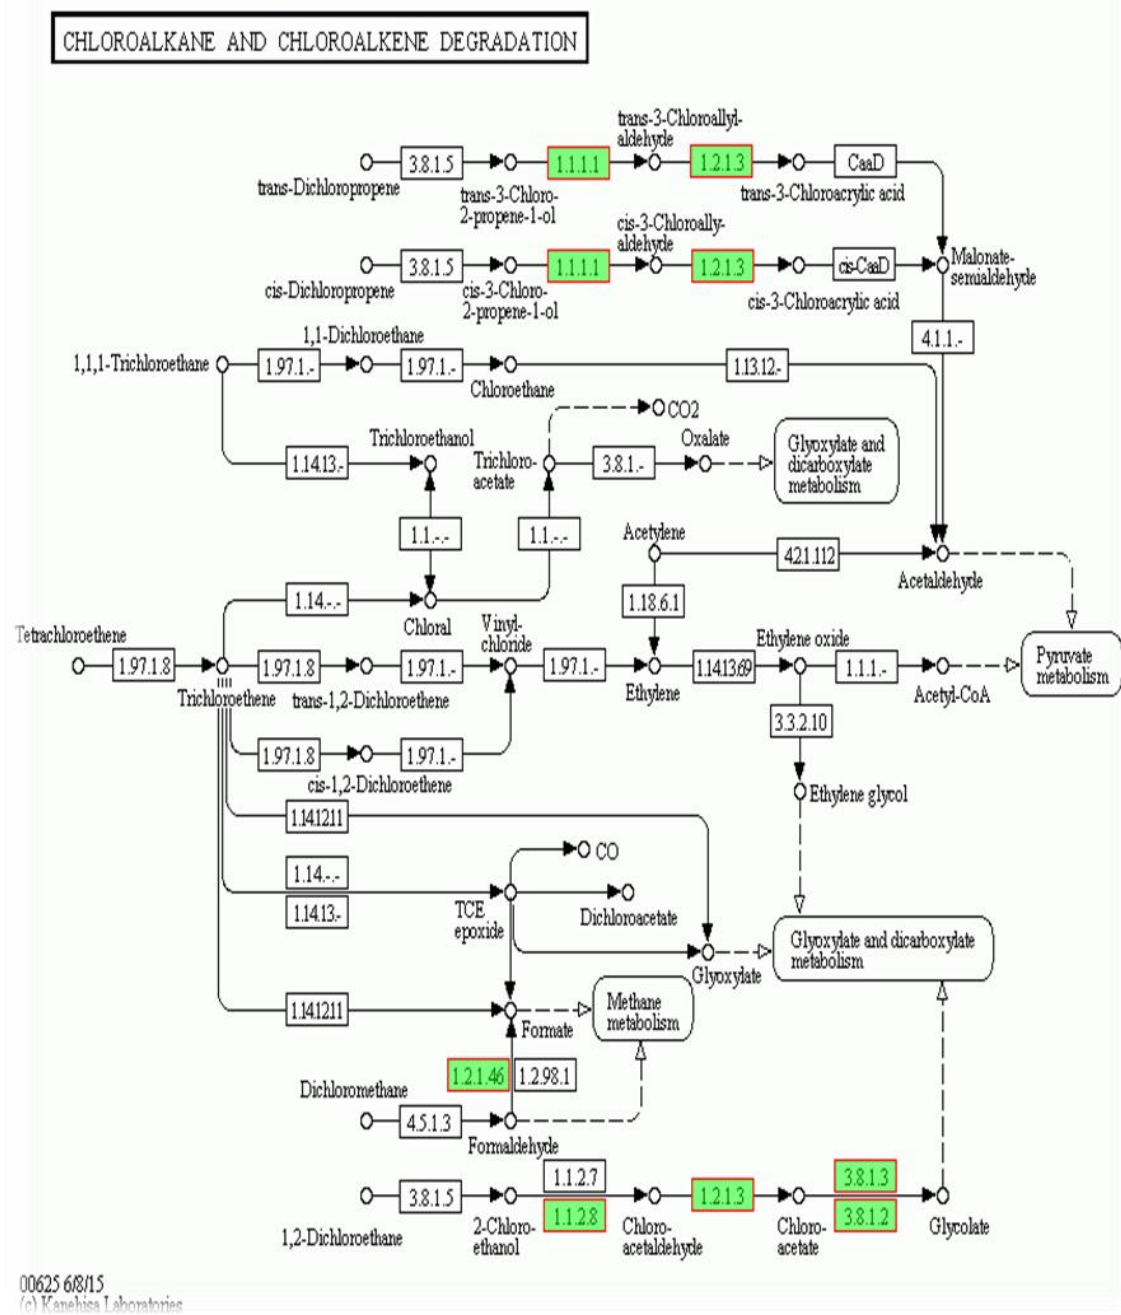 CHLOROALKANE AND CHLOROALKENE DEGRADATION
trans-3-Chloroallyl-
aldehyde
3.8.1.5
1.1.1.1
1.2.1.3
CaaD
trans-Dichloropropene
trans-3-Chloro-
2-propene-1-ol
trans-3-Chloroacrylic acid
cis-3-Chloroally-
aldehyde
3.8.1.5
1.1.1.1
1.2.1.3
cis-CaaD
Malonate-
semialdehyde
cis-Dichloropropene
cis-3-Chloro-
2-propene-1-ol
cis-3-Chloroacrylic acid
4.1.1.-
1,1-Dichloroethane
1,1,1-Trichloroethane
1.97.1.-
1.97.1.-
Chloroethane
1.13.12.-
CO2
Trichloroethanol
1.14.13.-
Trichloro-
acetate
3.8.1.-
Oxalate
Glyoxylate and
dicarboxylate
metabolism
1.1.-.-
1.1.-.-
Acetylene
4.2.1.112
Acetaldehyde
1.14.-.-
Chloral
1.18.6.1
Tetrachloroethene
Vinyl-
chloride
Ethylene oxide
1.97.1.8
1.97.1.8
1.97.1.-
1.97.1.-
1.14.13.69
1.1.1.-
Pyruvate
metabolism
Trichloroethene
trans-1,2-Dichloroethene
Ethylene
Acetyl-CoA
3.3.2.10
1.97.1.8
1.97.1.-
cis-1,2-Dichloroethene
Ethylene glycol
1.14.12.11
CO
1.14.-.-
1.14.13.-
TCE
epoxide
Dichloroacetate
Glyoxylate
Glyoxylate and dicarboxylate
metabolism
1.14.12.11
Formate
Methane
metabolism
1.2.1.46
1.2.98.1
Dichloromethane
4.5.1.3
Formaldehyde
1.1.2.7
3.8.1.3
3.8.1.5
1.2.1.3
1.1.2.8
3.8.1.2
1,2-Dichloroethane
2-Chloro-
ethanol
Chloro-
acetaldehyde
Chloro-
acetate
Glycolate
00625 6/8/15
(c) Kanehisa Laboratories